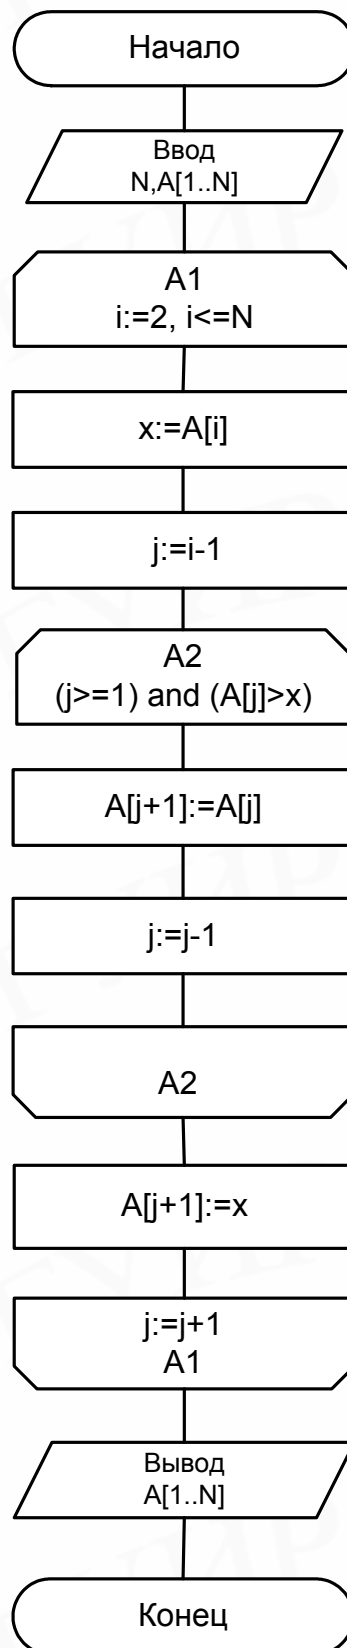 Начало
Ввод
N,A[1..N]
A1
i:=2, i<=N
x:=A[i]
j:=i-1
A2
(j>=1) and (A[j]>x)
A[j+1]:=A[j]
j:=j-1
A2
A[j+1]:=x
j:=j+1
A1
Вывод
A[1..N]
Конец